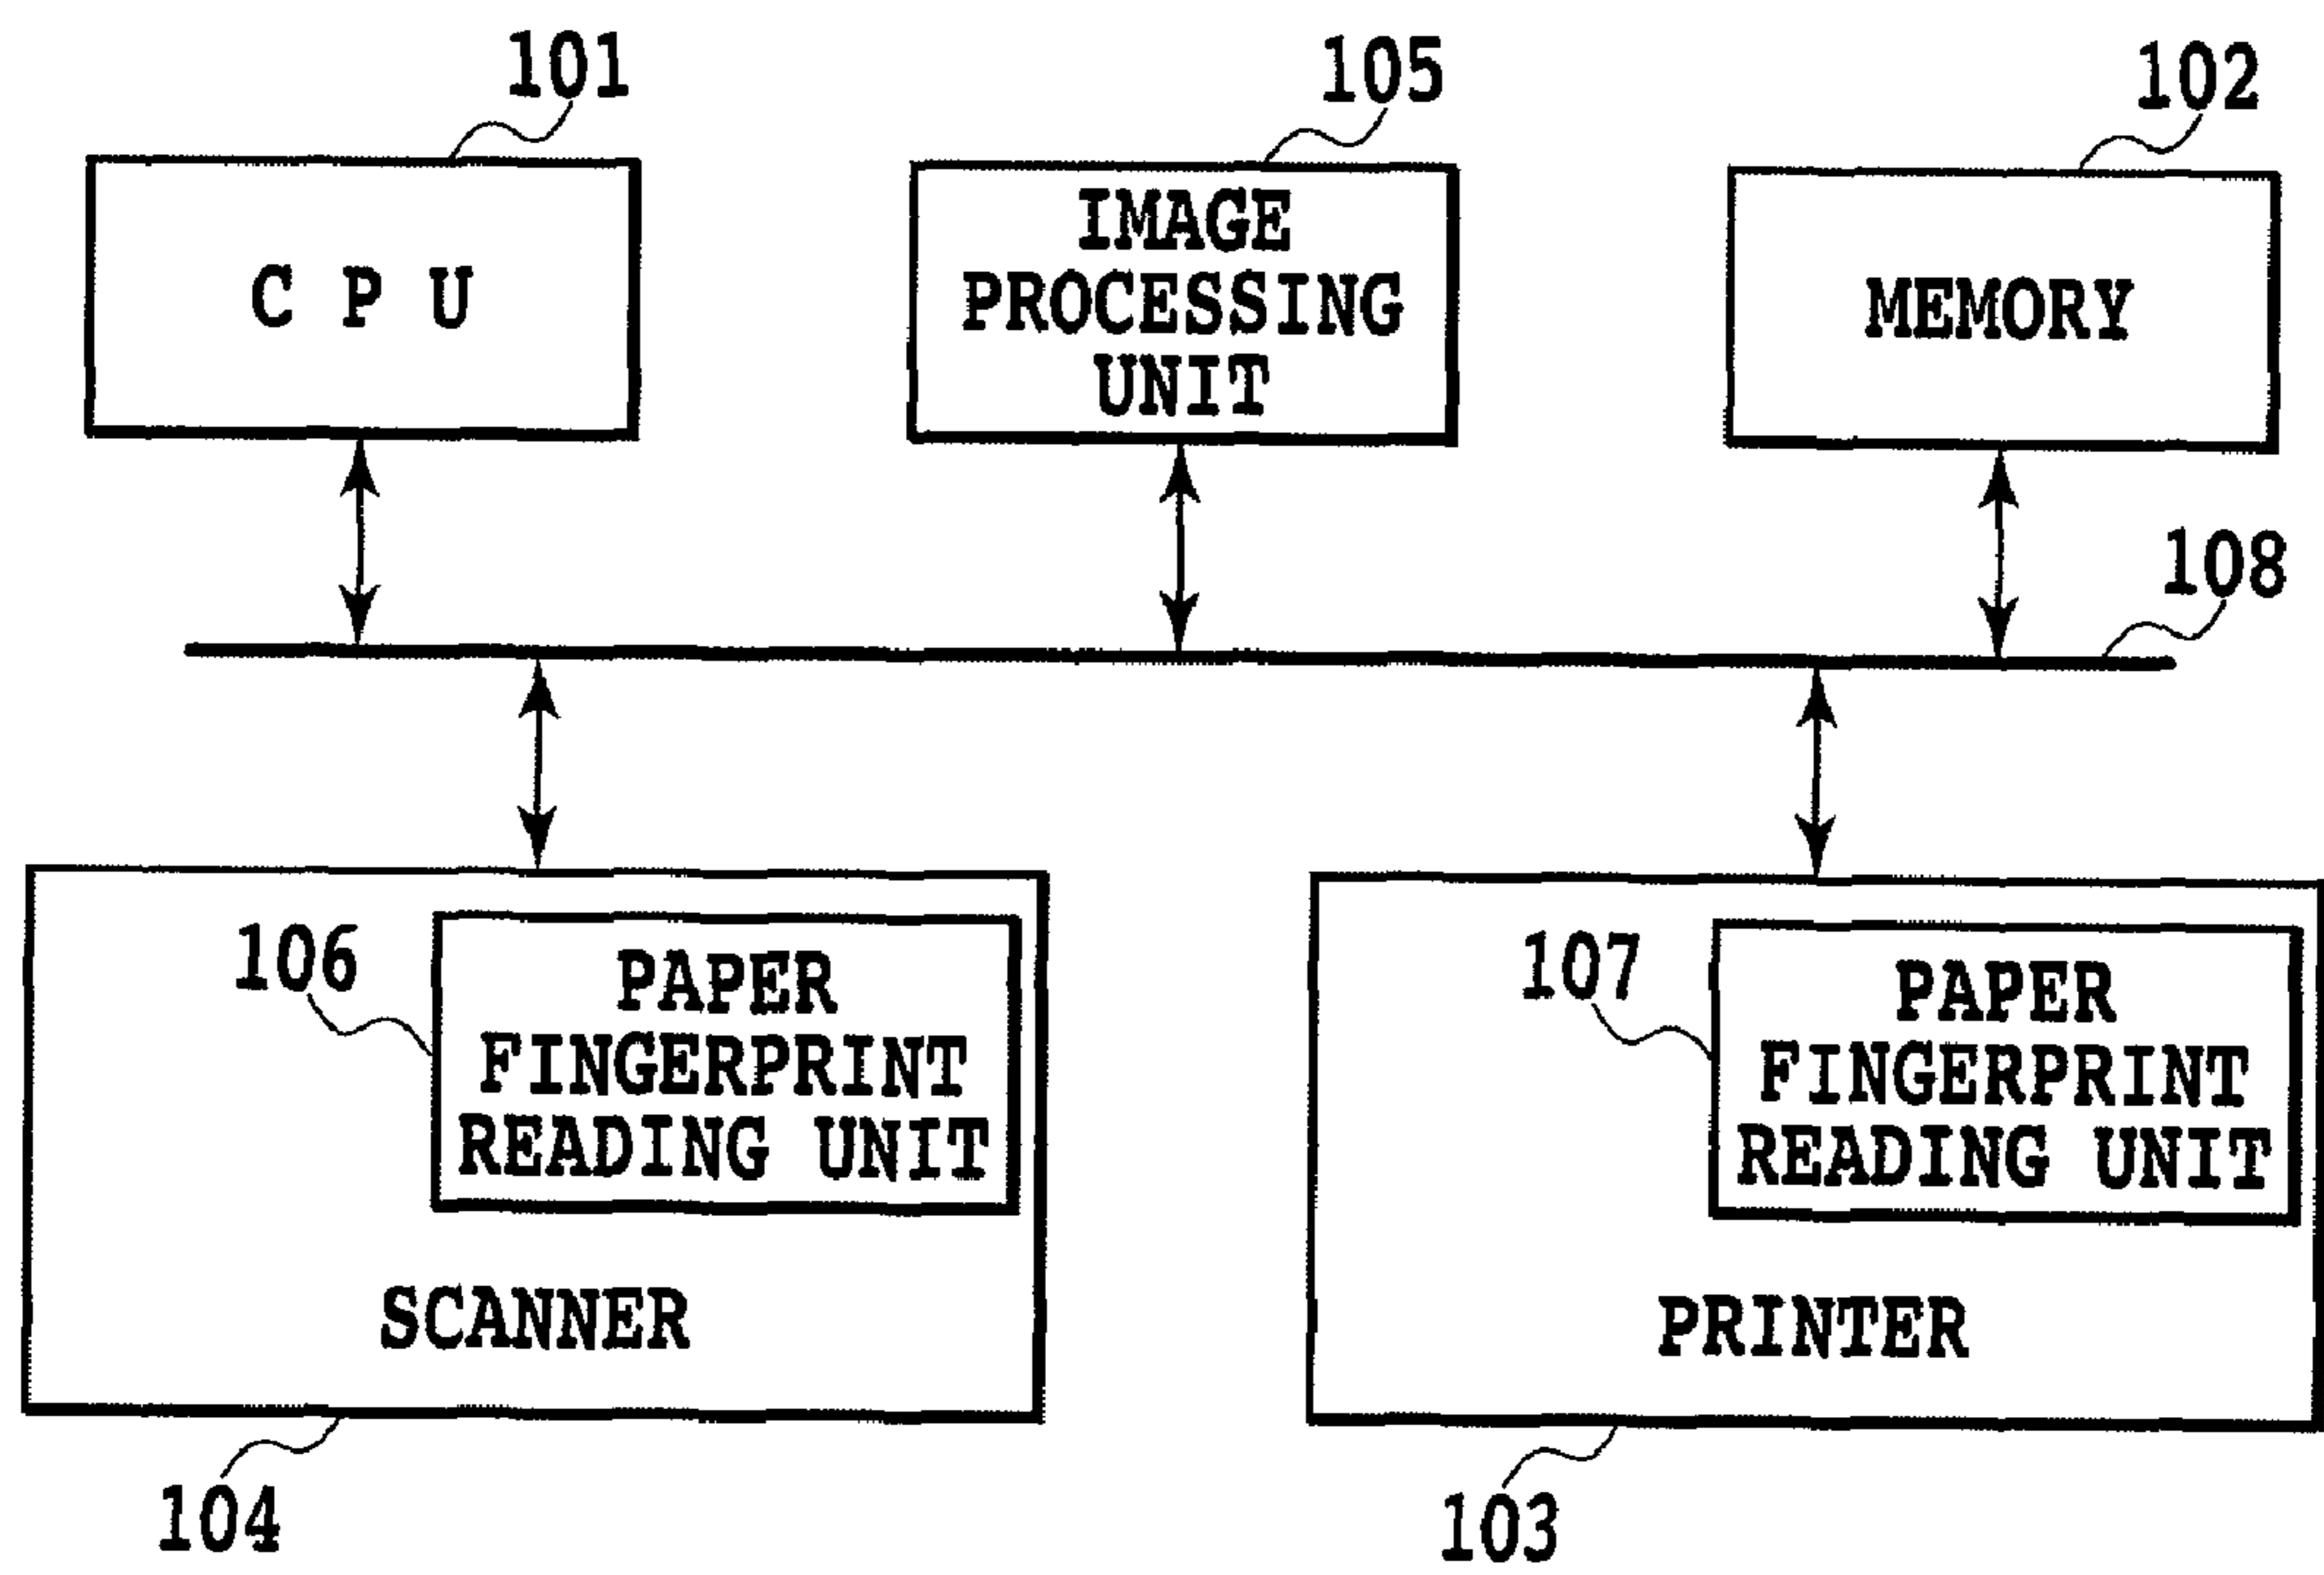 101
105
102
C P U
IMAGE
PROCESSING
UNIT
MEMORY
108
106
PAPER
FINGERPRINT
READING UNIT
SCANNER
107
PAPER
FINGERPRINT
READING UNIT
PRINTER
104
103